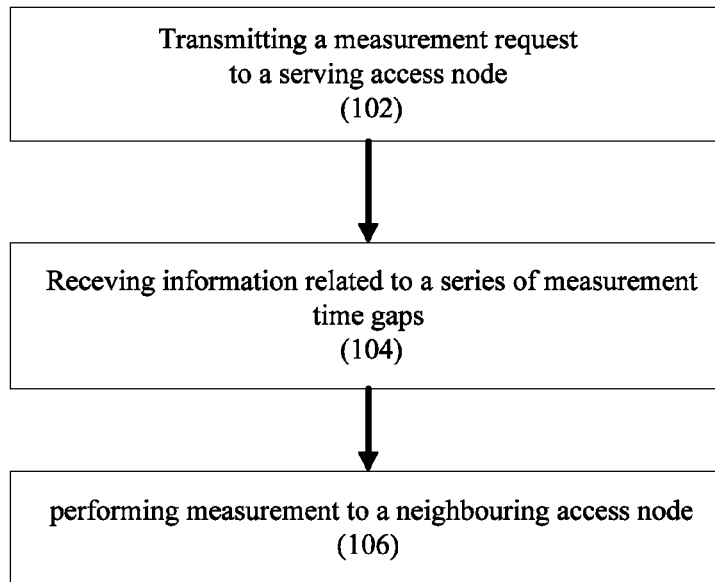 Transmitting a measurement request
to a serving access node
(102)
Receving information related to a series of measurement
time gaps
(104)
performing measurement to a neighbouring access node
(106)